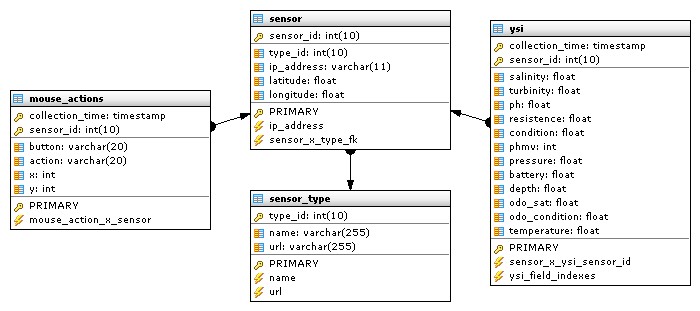 mouse_actions
collection_time: timestamp
sensor_id: int(10)
button: varchar(20)
action: varchar(20)
x: int
y: int
PRIMARY
mouse_action_x_sensor
sensor
sensor_id: int(10)
type_id: int(10)
ip_address: varchar(11)
latitude: float
longitude: float
PRIMARY
ip_address
sensor_x_type_fk
sensor_type
type_id: int(10)
name: varchar(255)
url: varchar(255)
PRIMARY
name
url
ysi
collection_time: timestamp
sensor_id: int(10)
salinity: float
turbinity: float
ph: float
resistence: float
condition: float
phmv: int
pressure: float
battery: float
depth: float
odo_sat: float
odo_condition: float
temperature: float
PRIMARY
sensor_x_ysi_sensor_id
ysi_field_indexes